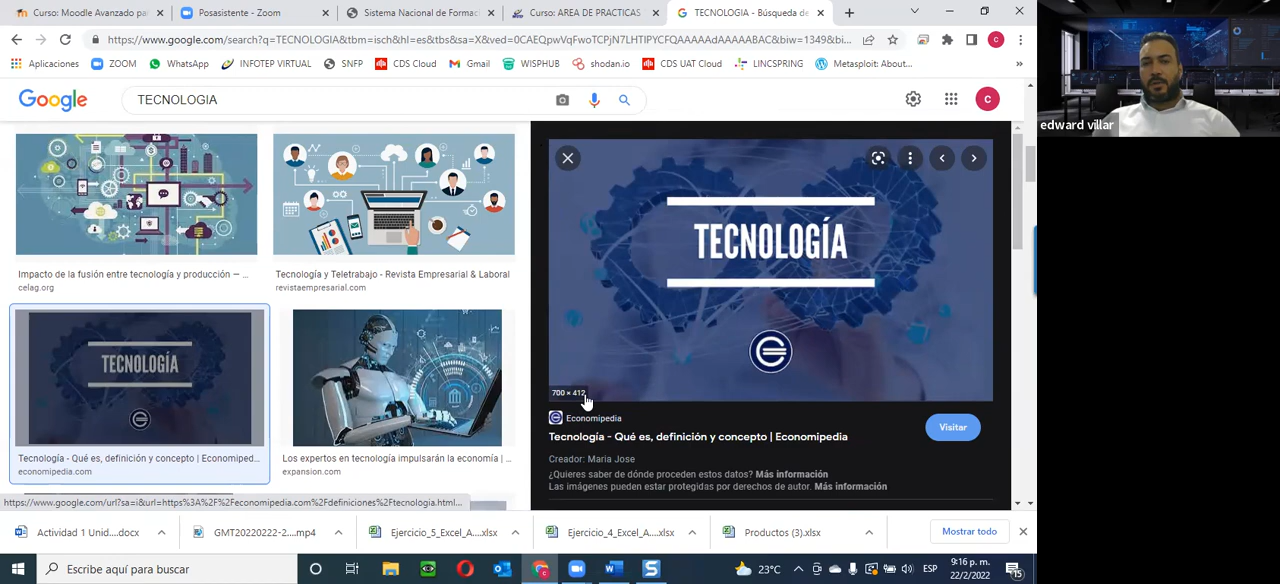 Curso: Moodle Avanzado pa
Posasistente - Zoom
Sistema Nacional de Formac
Curso: AREA DE PRACTICAS
TECNOLOGIA - Búsqueda de
https://www.google.com/search?q=TECNOLOGIA&tbm=isch&hl=es&tbs&sa=X&ved=0CAEQpwVqFwoTCPjN7LHTIPYCFQAAAAAdAAAAABAC&biw=1349&bi...
Aplicaciones
ZOOM
WhatsApp
INFOTEP VIRTUAL
SNFP
CDS Cloud
Gmail
WISPHUB
shodan.io
CDS UAT Cloud
LINCSPRING
Metasploit: About...
»
Google
TECNOLOGIA
C
edward villar
TECNOLOGÍA
700 × 412
Impacto de la fusión entre tecnología y producción – ...
celag.org
Tecnología y Teletrabajo - Revista Empresarial & Laboral
revistaempresarial.com
TECNOLOGÍA
Tecnología - Qué es, definición y concepto | Economiped...
economipedia.com
Los expertos en tecnología impulsarán la economía | ...
expansion.com
Economipedia
Tecnología - Qué es, definición y concepto | Economipedia
Visitar
Creador: Maria Jose
¿Quieres saber de dónde proceden estos datos? Más información
Las imágenes pueden estar protegidas por derechos de autor. Más información
https://www.google.com/url?sa=i&url=https%3A%2F%2Feconomipedia.com%2Fdefiniciones%2Ftecnologia.html...
Actividad 1 Unid....docx
GMT20220222-2....mp4
Ejercicio_5_Excel_A....xlsx
Ejercicio_4_Excel_A....xlsx
Productos (3).xlsx
Mostrar todo
Escribe aquí para buscar
23°C
ESP
9:16 p. m.
22/2/2022
15